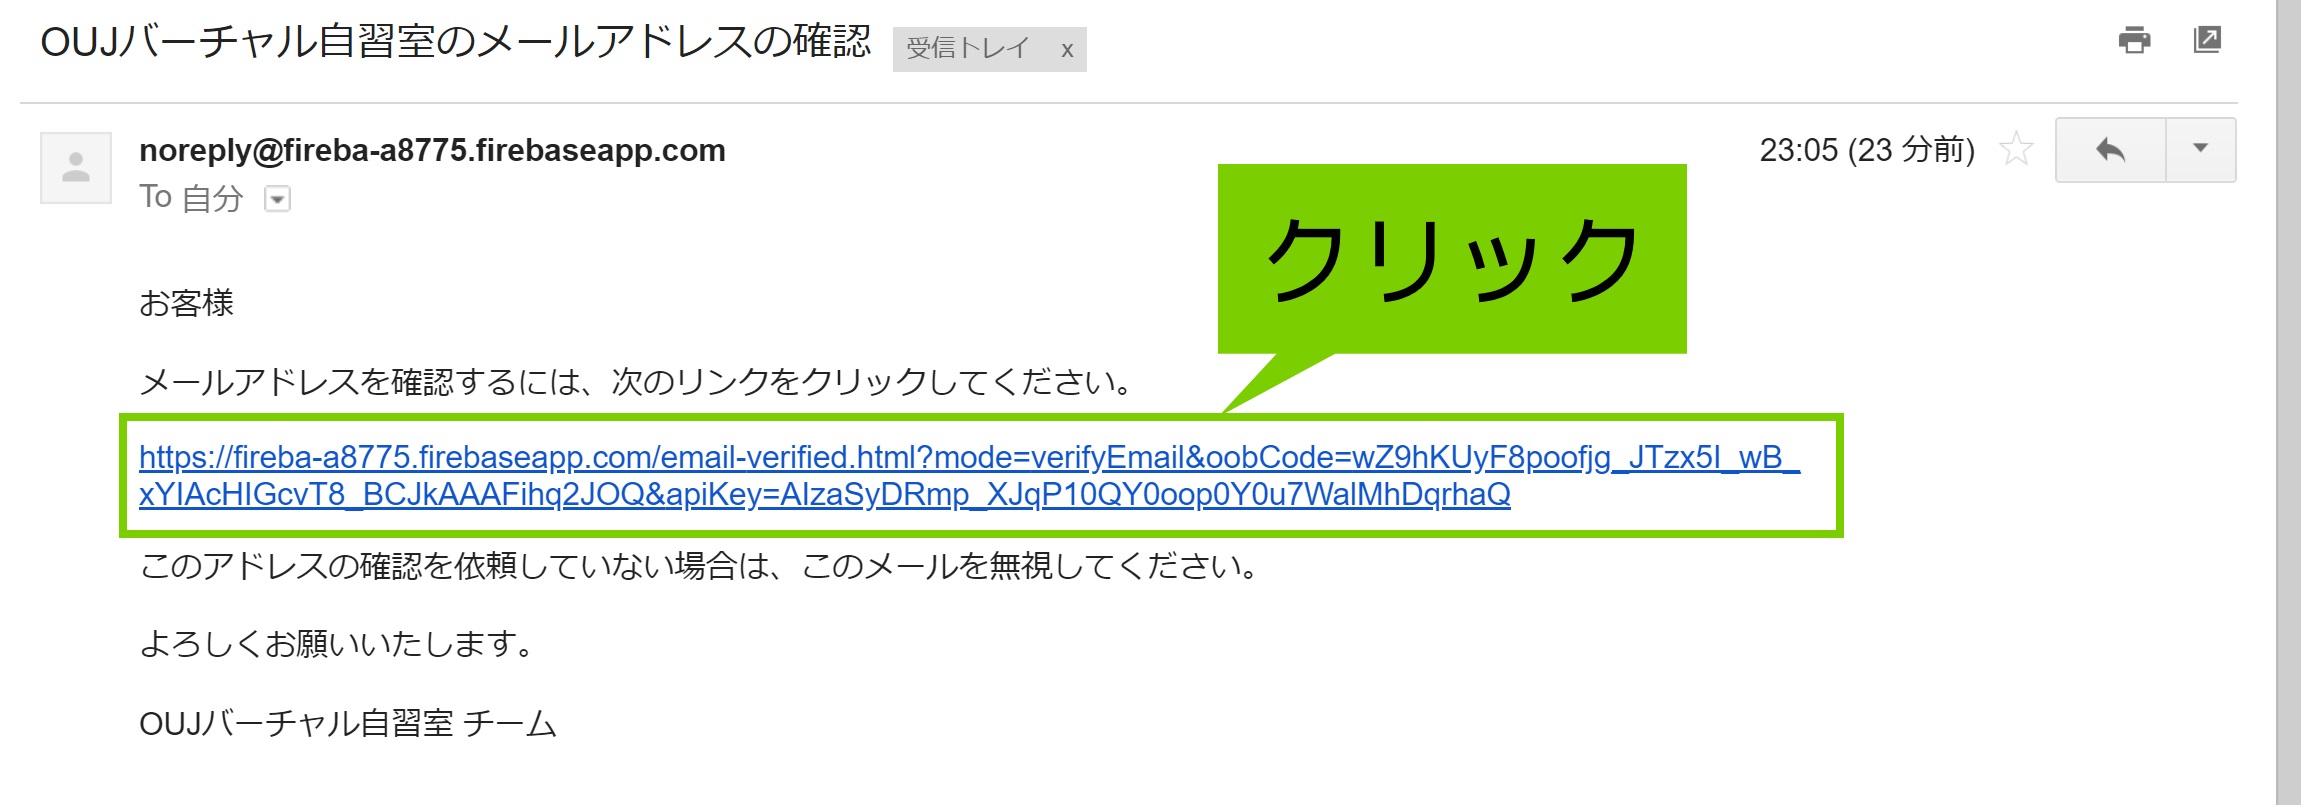 OUJバーチャル自習室のメールアドレスの確認 受信トレイ x
noreply@fireba-a8775.firebaseapp.com 23:05 (23 分前)
To 自分
クリック
お客様
メールアドレスを確認するには、次のリンクをクリックしてください。
https://fireba-a8775.firebaseapp.com/email-verified.html?mode=verifyEmail&oobCode=wZ9hKUyF8poofjg_JTzx5I_wB_
xYIAcHIGcvT8_BCJkAAAFihq2JOQ&apiKey=AIzaSyDRmp_XJqP10QY0oop0Y0u7WalMhDqrhaQ
このアドレスの確認を依頼していない場合は、このメールを無視してください。
よろしくお願いいたします。
OUJバーチャル自習室 チーム